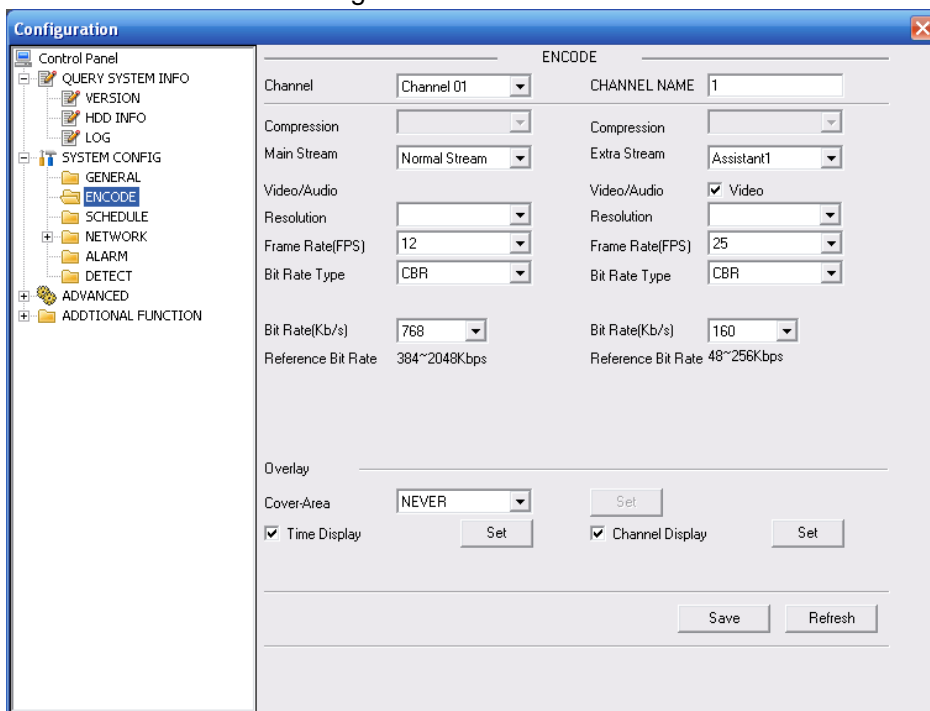 Configuration
Control Panel
QUERY SYSTEM INFO
VERSION
HDD INFO
LOG
SYSTEM CONFIG
GENERAL
ENCODE
SCHEDULE
NETWORK
ALARM
DETECT
ADVANCED
ADDTIONAL FUNCTION
ENCODE
Channel Channel 01 CHANNEL NAME 1
Compression Compression
Main Stream Normal Stream Extra Stream Assistant1
Video/Audio Video/Audio Video
Resolution Resolution
Frame Rate(FPS) 12 Frame Rate(FPS) 25
Bit Rate Type CBR Bit Rate Type CBR
Bit Rate(Kb/s) 768 Bit Rate(Kb/s) 160
Reference Bit Rate 384~2048Kbps Reference Bit Rate 48~256Kbps
Overlay
Cover-Area NEVER Set
Time Display Set Channel Display Set
Save Refresh